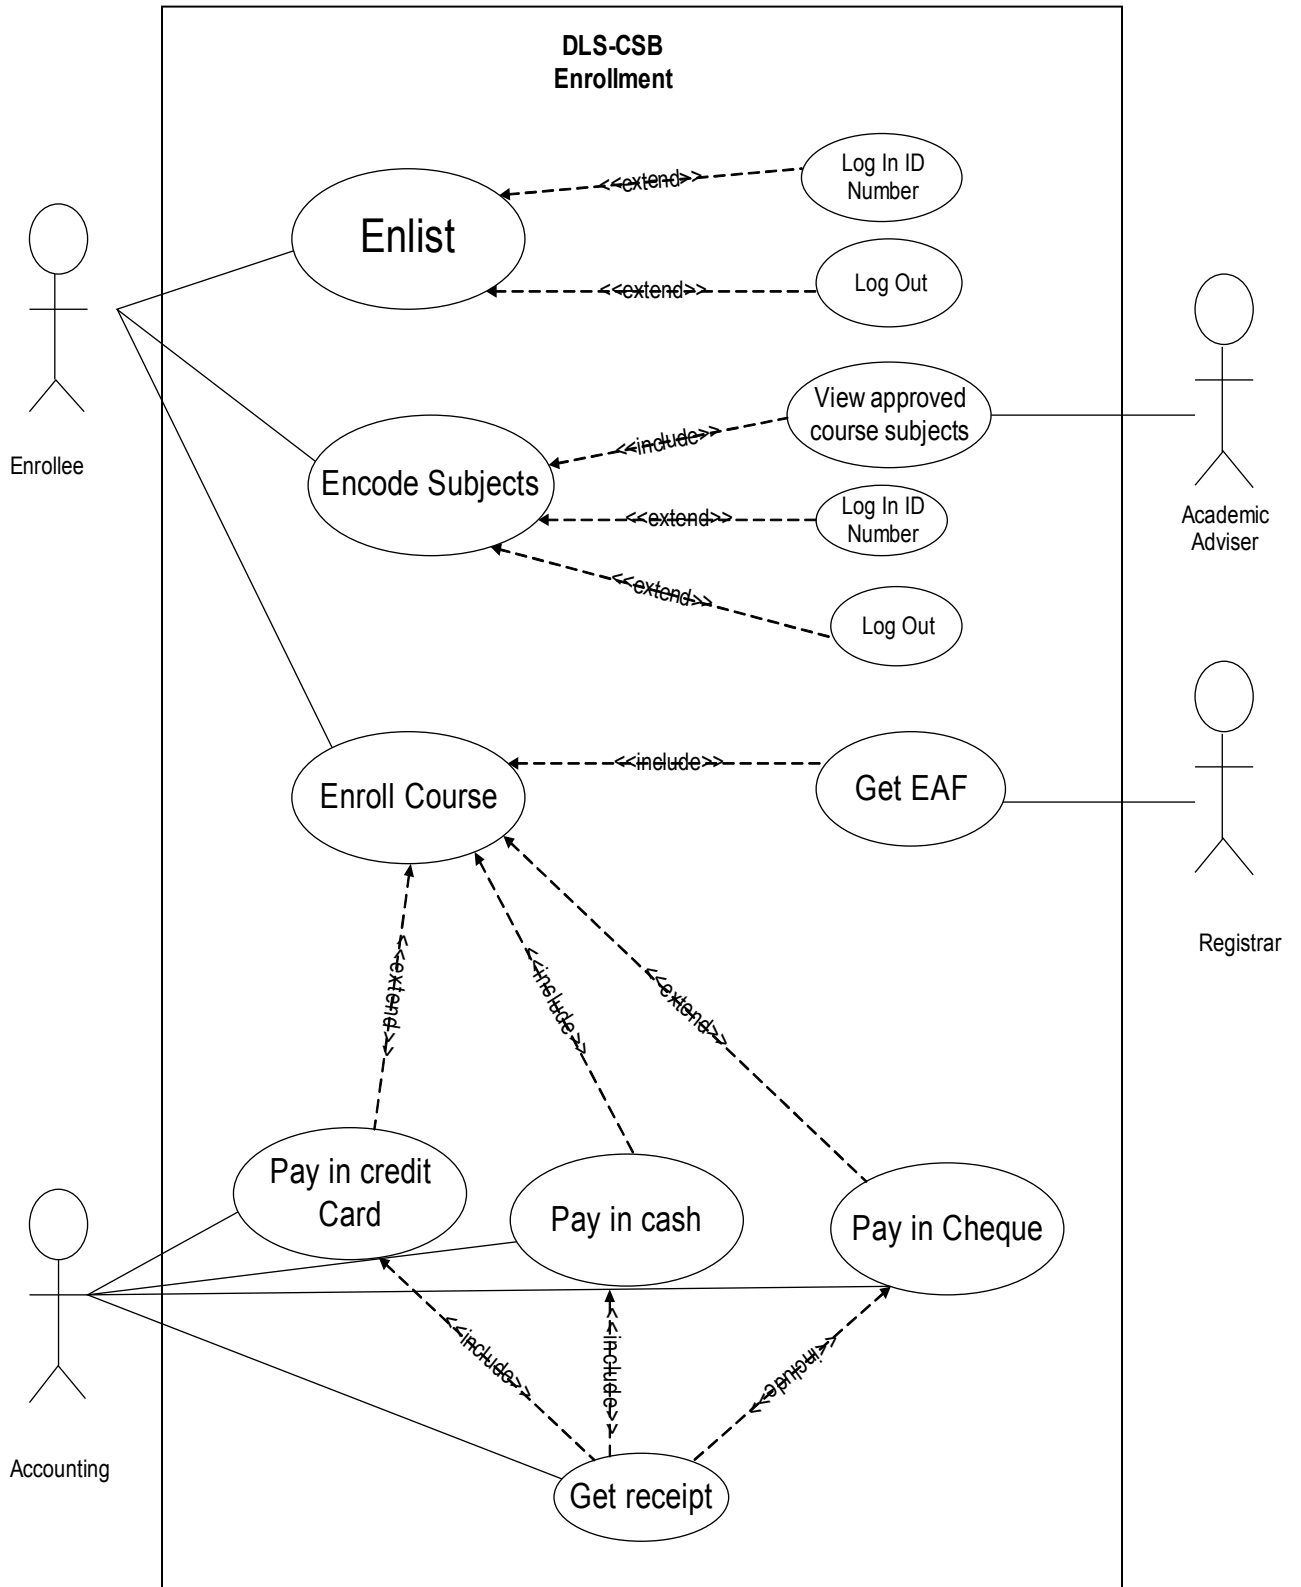 DLS-CSB
Enrollment
Log In ID
Number
<<extend>>
Enlist
Log Out
<<extend>>
Enrollee
View approved
course subjects
<<include>>
Encode Subjects
Log In ID
Number
<<extend>>
Academic
Adviser
<<extend>>
Log Out
<<include>>
Enroll Course
Get EAF
Registrar
<<extend>>
<<include>>
<<extend>>
Pay in credit
Card
Pay in cash
Pay in Cheque
<<include>>
<<include>>
<<include>>
Accounting
Get receipt